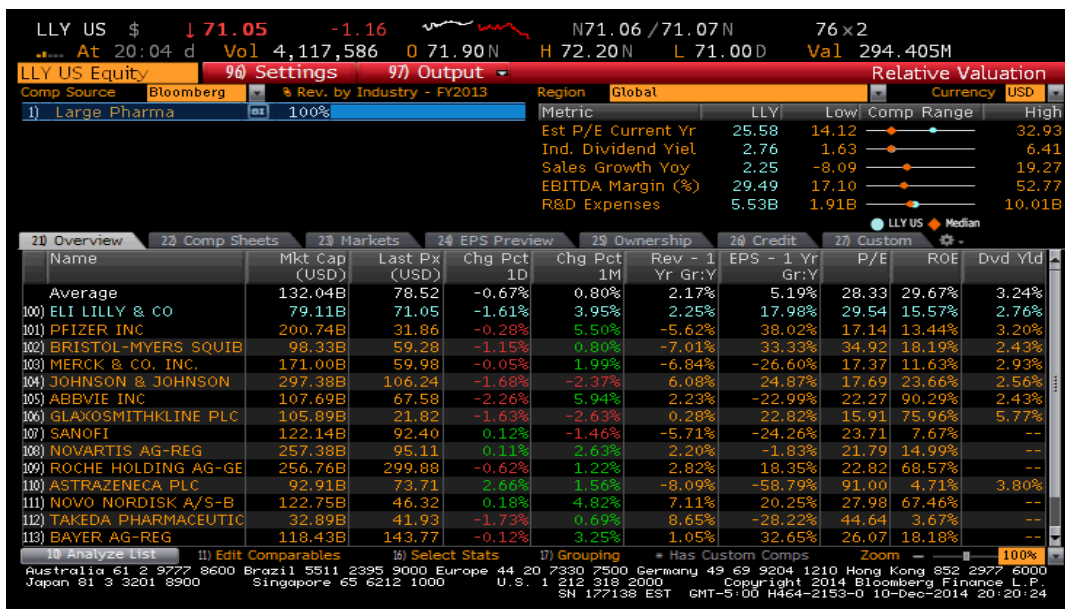 LLY US $ ↓71.05 -1.16 N71.06/71.07N 76×2
At 20:04 d Vol 4,117,586 O 71.90N H 72.20N L 71.00D Val 294.405M
LLY US Equity 96) Settings 97) Output Relative Valuation
Comp Source Bloomberg % Rev. by Industry - FY2013 Region Global Currency USD
1) Large Pharma BI 100% Metric LLY Low Comp Range High
Est P/E Current Yr 25.58 14.12 32.93
Ind. Dividend Yiel 2.76 1.63 6.41
Sales Growth Yoy 2.25 -8.09 19.27
EBITDA Margin (%) 29.49 17.10 52.77
R&D Expenses 5.53B 1.91B 10.01B
LLY US Median
21) Overview 22) Comp Sheets 23) Markets 24) EPS Preview 25) Ownership 26) Credit 27) Custom
Name Mkt Cap Last Px Chg Pct Chg Pct Rev - 1 EPS - 1 Yr P/E ROE Dvd Yld
(USD) (USD) 1D 1M Yr Gr:Y Gr:Y
Average 132.04B 78.52 -0.67% 0.80% 2.17% 5.19% 28.33 29.67% 3.24%
100) ELI LILLY & CO 79.11B 71.05 -1.61% 3.95% 2.25% 17.98% 29.54 15.57% 2.76%
101) PFIZER INC 200.74B 31.86 -0.28% 5.50% -5.62% 38.02% 17.14 13.44% 3.20%
102) BRISTOL-MYERS SQUIB 98.33B 59.28 -1.15% 0.80% -7.01% 33.33% 34.92 18.19% 2.43%
103) MERCK & CO. INC. 171.00B 59.98 -0.05% 1.99% -6.84% -26.60% 17.37 11.63% 2.93%
104) JOHNSON & JOHNSON 297.38B 106.24 -1.68% -2.37% 6.08% 24.87% 17.69 23.66% 2.56%
105) ABBVIE INC 107.69B 67.58 -2.26% 5.94% 2.23% -22.99% 22.27 90.29% 2.43%
106) GLAXOSMITHKLINE PLC 105.89B 21.82 -1.63% -2.63% 0.28% 22.82% 15.91 75.96% 5.77%
107) SANOFI 122.14B 92.40 0.12% -1.46% -5.71% -24.26% 23.71 7.67% --
108) NOVARTIS AG-REG 257.38B 95.11 0.11% 2.63% 2.20% -1.83% 21.79 14.99% --
109) ROCHE HOLDING AG-GE 256.76B 299.88 -0.62% 1.22% 2.82% 18.35% 22.82 68.57% --
110) ASTRAZENECA PLC 92.91B 73.71 2.66% 1.56% -8.09% -58.79% 91.00 4.71% 3.80%
111) NOVO NORDISK A/S-B 122.75B 46.32 0.18% 4.82% 7.11% 20.25% 27.98 67.46% --
112) TAKEDA PHARMACEUTIC 32.89B 41.93 -1.73% 0.69% 8.65% -28.22% 44.64 3.67% --
113) BAYER AG-REG 118.43B 143.77 -0.12% 3.25% 1.05% 32.65% 26.07 18.18% --
10) Analyze List 11) Edit Comparables 16) Select Stats 17) Grouping * Has Custom Comps Zoom 100%
Australia 61 2 9777 8600 Brazil 5511 2395 9000 Europe 44 20 7330 7500 Germany 49 69 9204 1210 Hong Kong 852 2977 6000
Japan 81 3 3201 8900 Singapore 65 6212 1000 U.S. 1 212 318 2000 Copyright 2014 Bloomberg Finance L.P.
SN 177138 EST GMT-5:00 H464-2153-0 10-Dec-2014 20:20:24